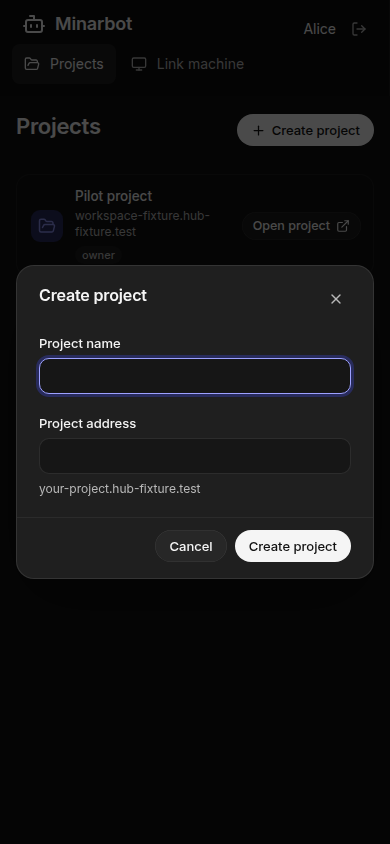 Minarbot
Alice
Projects
Link machine
Projects
Create project
Pilot project
workspace-fixture.hub-
fixture.test
Open project
owner
Create project
Project name
Project address
your-project.hub-fixture.test
Cancel
Create project